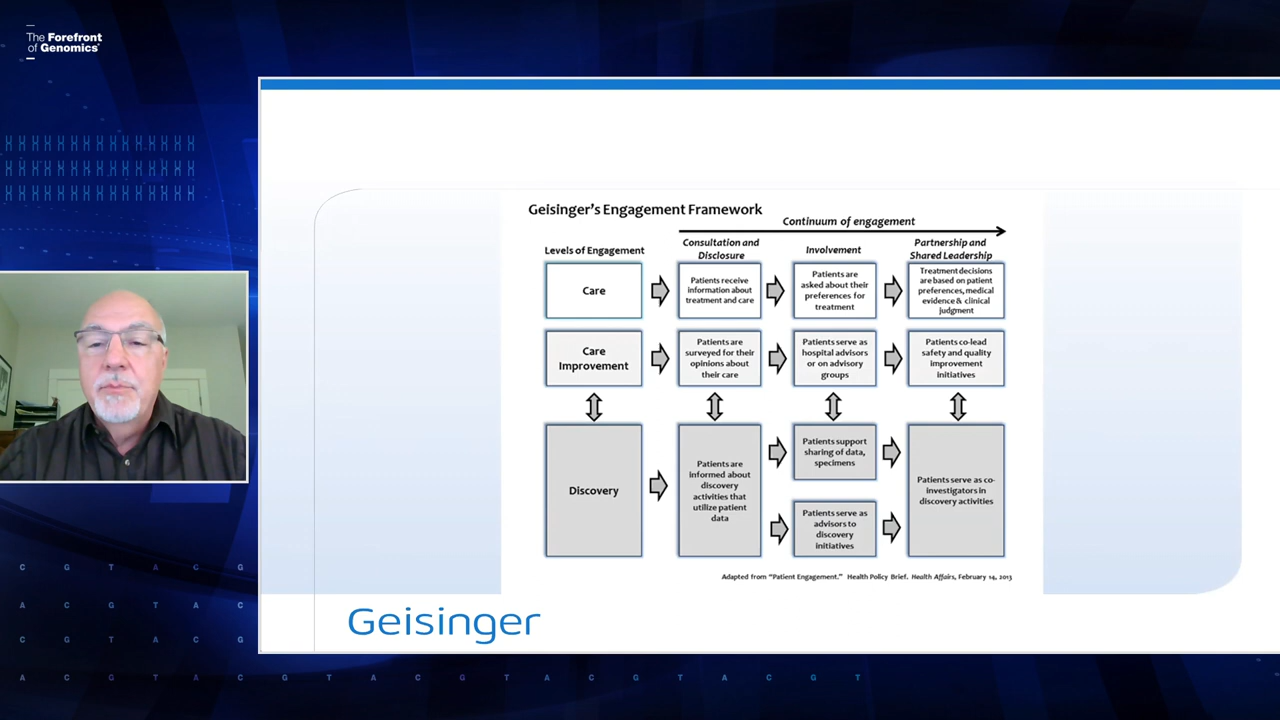 The Forefront
of Genomics®
Geisinger's Engagement Framework
Continuum of engagement
Levels of Engagement
Consultation and
Disclosure
Involvement
Partnership and
Shared Leadership
Care
Patients receive
information about
treatment and care
Patients are
asked about their
preferences for
treatment
Treatment decisions
are based on patient
preferences, medical
evidence & clinical
judgment
Care
Improvement
Patients are
surveyed for their
opinions about
their care
Patients serve as
hospital advisors
or on advisory
groups
Patients co-lead
safety and quality
improvement
initiatives
Discovery
Patients are
informed about
discovery
activities that
utilize patient
data
Patients support
sharing of data,
specimens
Patients serve as
advisors to
discovery
initiatives
Patients serve as co-
investigators in
discovery activities
Adapted from "Patient Engagement." Health Policy Brief. Health Affairs, February 14, 2013
Geisinger
C G T A C G
A C G T A C
C G T A C G
A C G T A C G T A C G T A C G T A C G T